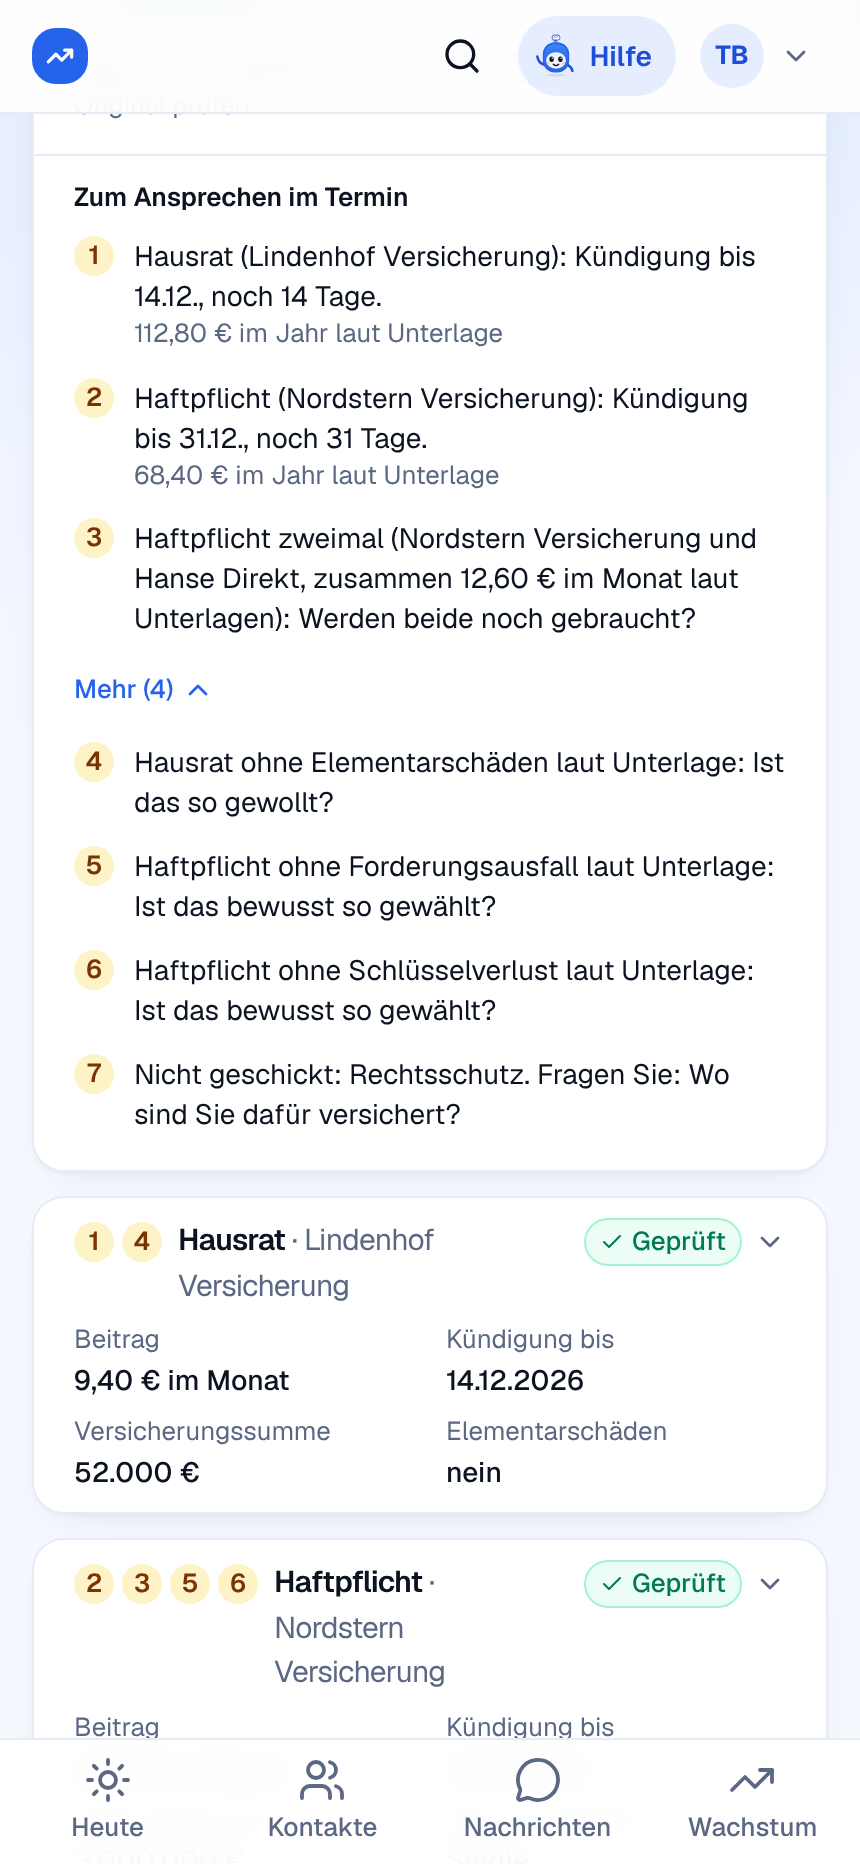 Hilfe
TB
Original prüfen
Zum Ansprechen im Termin
1 Hausrat (Lindenhof Versicherung): Kündigung bis
14.12., noch 14 Tage.
112,80 € im Jahr laut Unterlage
2 Haftpflicht (Nordstern Versicherung): Kündigung
bis 31.12., noch 31 Tage.
68,40 € im Jahr laut Unterlage
3 Haftpflicht zweimal (Nordstern Versicherung und
Hanse Direkt, zusammen 12,60 € im Monat laut
Unterlagen): Werden beide noch gebraucht?
Mehr (4)
4 Hausrat ohne Elementarschäden laut Unterlage: Ist
das so gewollt?
5 Haftpflicht ohne Forderungsausfall laut Unterlage:
Ist das bewusst so gewählt?
6 Haftpflicht ohne Schlüsselverlust laut Unterlage:
Ist das bewusst so gewählt?
7 Nicht geschickt: Rechtsschutz. Fragen Sie: Wo
sind Sie dafür versichert?
1 4 Hausrat · Lindenhof
Versicherung
Geprüft
Beitrag
Kündigung bis
9,40 € im Monat
14.12.2026
Versicherungssumme
Elementarschäden
52.000 €
nein
2 3 5 6 Haftpflicht ·
Nordstern
Versicherung
Geprüft
Beitrag
Kündigung bis
Heute
Kontakte
Nachrichten
Wachstum
3.000.000 €
Single